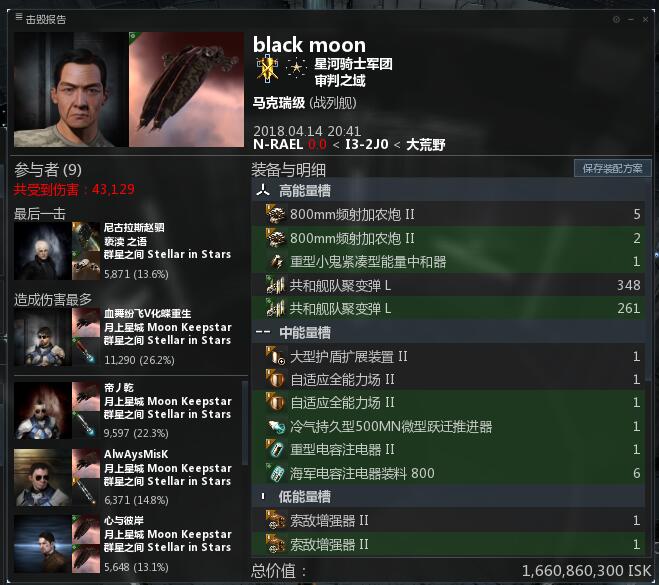 击毁报告
black moon
星河骑士军团
审判之域
马克瑞级 (战列舰)
2018.04.14 20:41
N-RAEL 0.0 < I3-2J0 < 大荒野
参与者 (9)
共受到伤害：43,129
最后一击
尼古拉斯赵骃
亵渎 之语
群星之间 Stellar in Stars
5,871 (13.6%)
造成伤害最多
血舞纷飞V化蝶重生
月上星城 Moon Keepstar
群星之间 Stellar in Stars
11,290 (26.2%)
帝丿乾
月上星城 Moon Keepstar
群星之间 Stellar in Stars
9,597 (22.3%)
AlwAysMisK
月上星城 Moon Keepstar
群星之间 Stellar in Stars
6,371 (14.8%)
心与彼岸
月上星城 Moon Keepstar
群星之间 Stellar in Stars
5,648 (13.1%)
装备与明细
保存装配方案
高能量槽
800mm频射加农炮 II 5
800mm频射加农炮 II 2
重型小鬼紧凑型能量中和器 1
共和舰队聚变弹 L 348
共和舰队聚变弹 L 261
中能量槽
大型护盾扩展装置 II 1
自适应全能力场 II 1
自适应全能力场 II 1
冷气持久型500MN微型跃迁推进器 1
重型电容注电器 II 1
海军电容注电器装料 800 6
低能量槽
索敌增强器 II 1
索敌增强器 II 1
总价值： 1,660,860,300 ISK